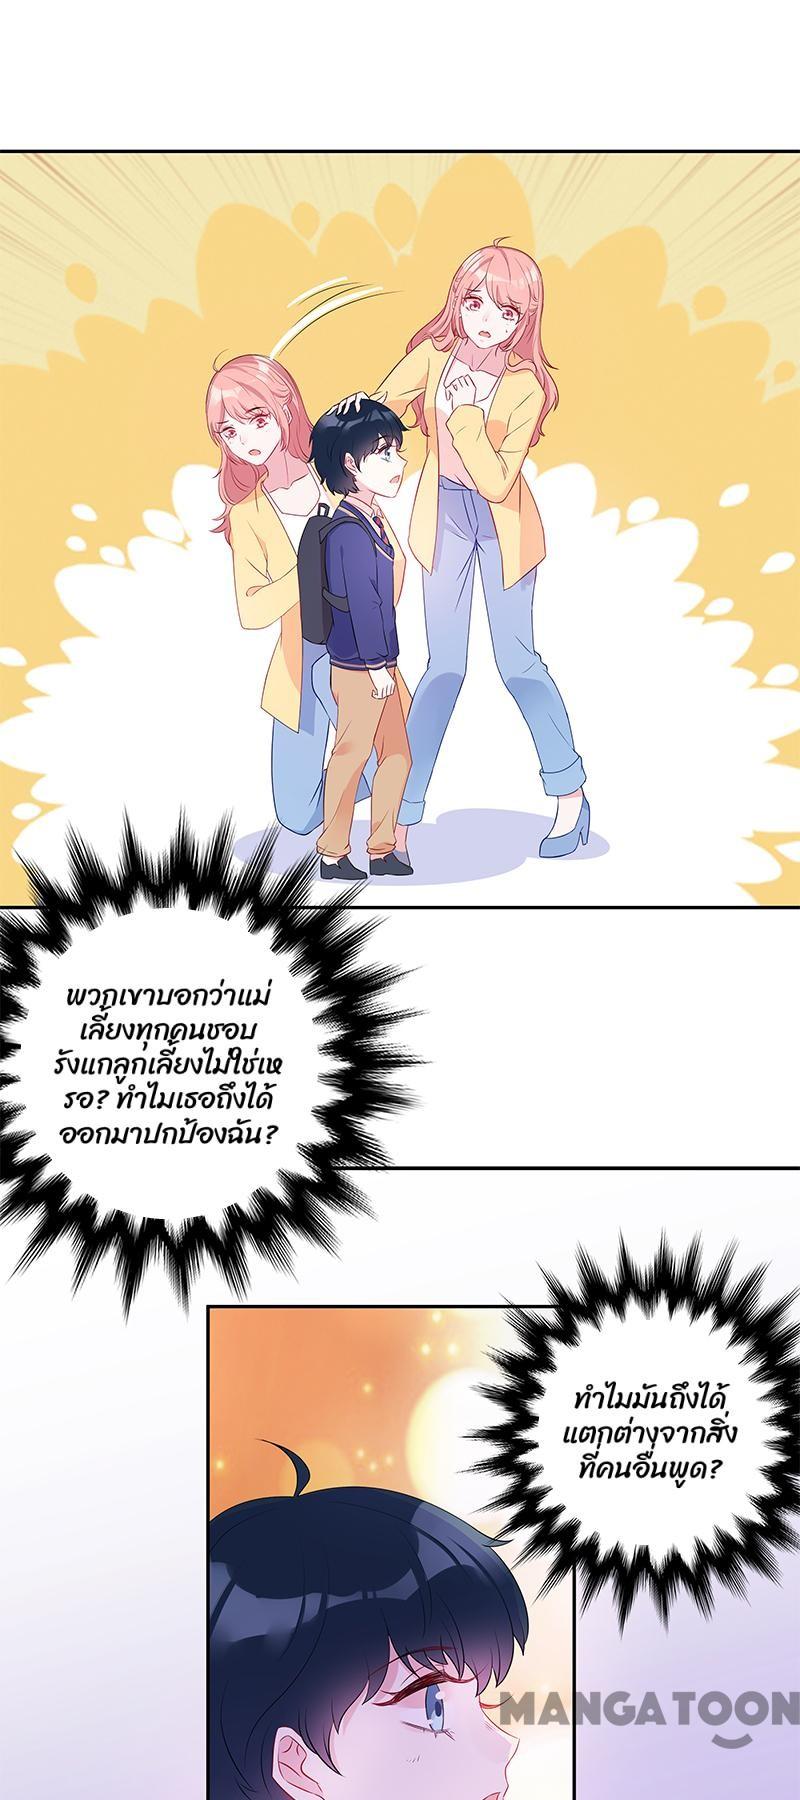 พวกเขาบอกว่าแม่
เลี้ยงทุกคนชอบ
รังแกลูกเลี้ยงไม่ใช่เห
รอ? ทำไมเธอถึงได้
ออกมาปกป้องฉัน?
ทำไมมันถึงได้
แตกต่างจากสิ่ง
ที่คนอื่นพูด?
MANGATOON